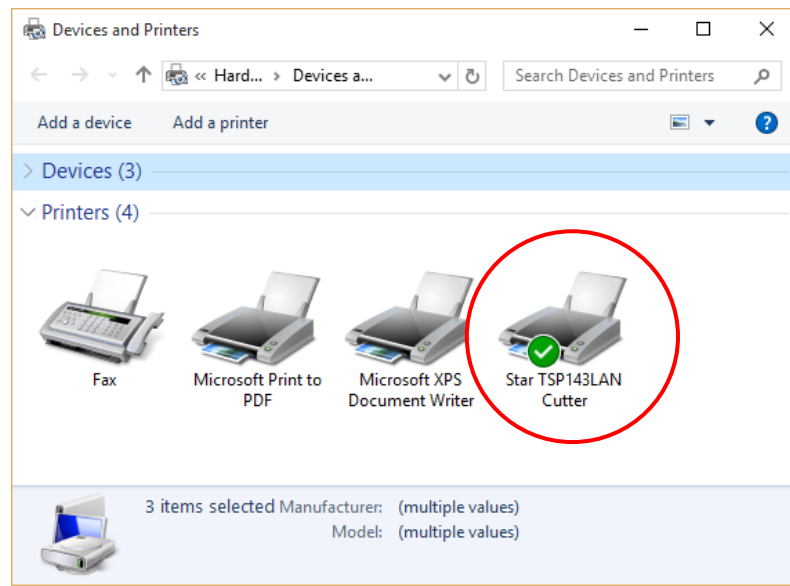 Devices and Printers
« Hard... > Devices a...
Search Devices and Printers
Add a device Add a printer
?
Devices (3)
Printers (4)
Fax
Microsoft Print to
PDF
Microsoft XPS
Document Writer
Star TSP143LAN
Cutter
3 items selected Manufacturer: (multiple values)
Model: (multiple values)